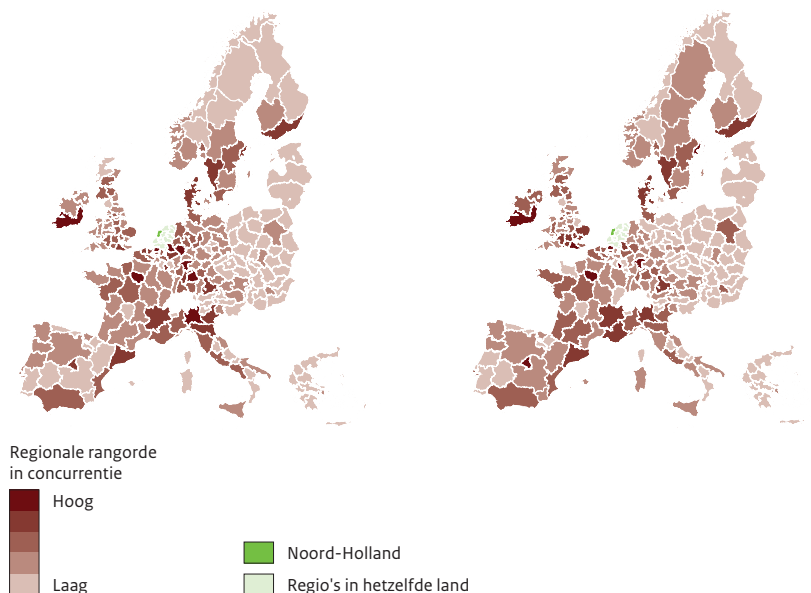 Regionale rangorde
in concurrentie
Hoog
Laag
Noord-Holland
Regio's in hetzelfde land